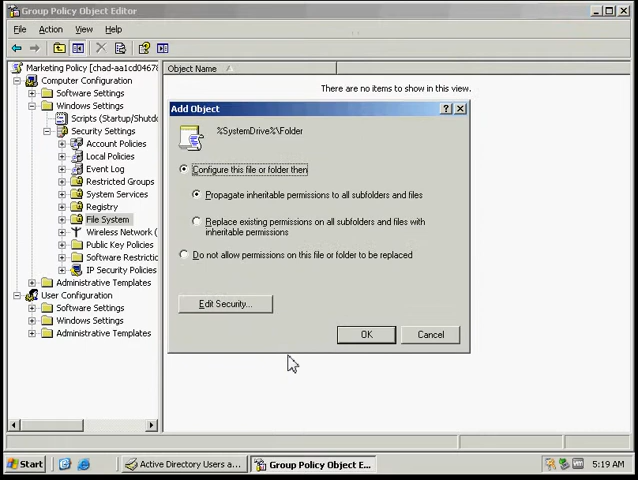 Group Policy Object Editor
File Action View Help
Marketing Policy [chad-aa1cd0467
Computer Configuration
Software Settings
Windows Settings
Scripts (Startup/Shutdo
Security Settings
Account Policies
Local Policies
Event Log
Restricted Groups
System Services
Registry
File System
Wireless Network (
Public Key Policies
Software Restrictio
IP Security Policies
Administrative Templates
User Configuration
Software Settings
Windows Settings
Administrative Templates
Object Name
There are no items to show in this view.
Add Object
%SystemDrive%\Folder
Configure this file or folder then
Propagate inheritable permissions to all subfolders and files
Replace existing permissions on all subfolders and files with
inheritable permissions
Do not allow permissions on this file or folder to be replaced
Edit Security...
OK Cancel
Start Active Directory Users a... Group Policy Object E... 5:19 AM